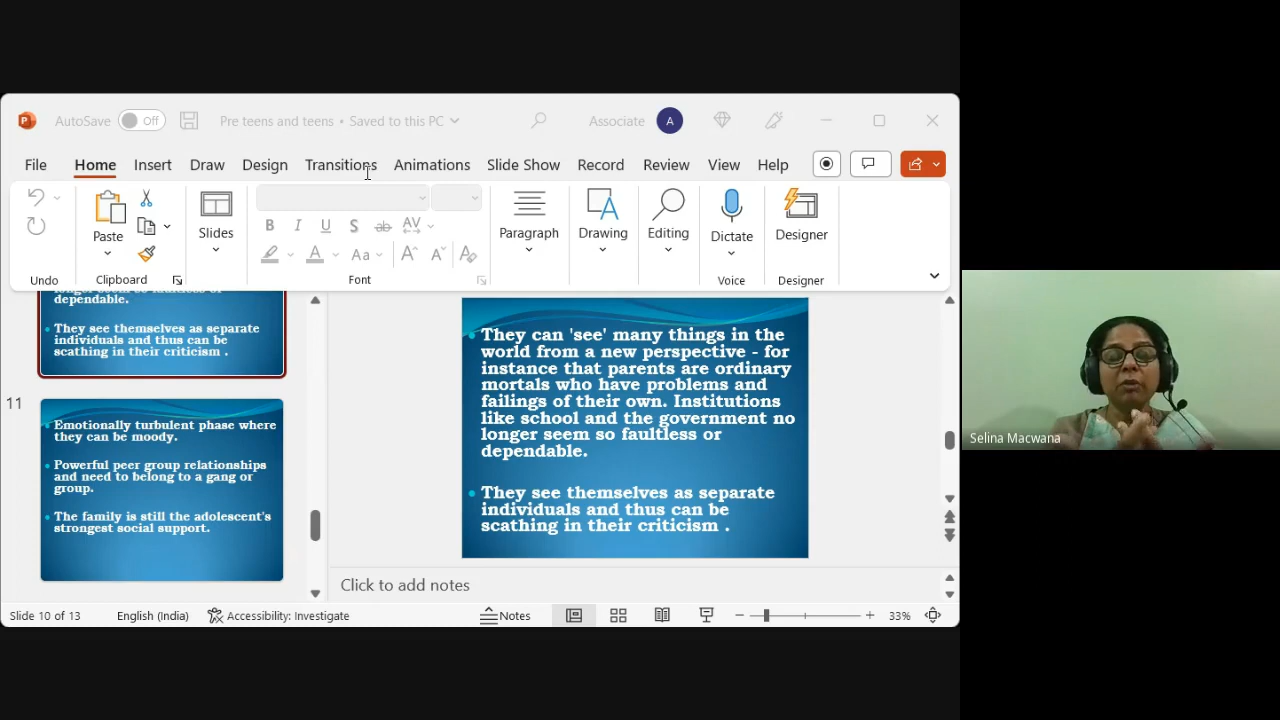 AutoSave Off Pre teens and teens • Saved to this PC Associate A
File Home Insert Draw Design Transitions Animations Slide Show Record Review View Help
Paste
Slides
B I U S ab AV
A Aa A A A
Paragraph
Drawing
Editing
Dictate
Designer
Undo Clipboard Font Voice Designer
dependable.
They see themselves as separate
individuals and thus can be
scathing in their criticism .
11
Emotionally turbulent phase where
they can be moody.
Powerful peer group relationships
and need to belong to a gang or
group.
The family is still the adolescent's
strongest social support.
They can 'see' many things in the
world from a new perspective - for
instance that parents are ordinary
mortals who have problems and
failings of their own. Institutions
like school and the government no
longer seem so faultless or
dependable.
They see themselves as separate
individuals and thus can be
scathing in their criticism .
Click to add notes
Slide 10 of 13 English (India) Accessibility: Investigate Notes 33%
Selina Macwana